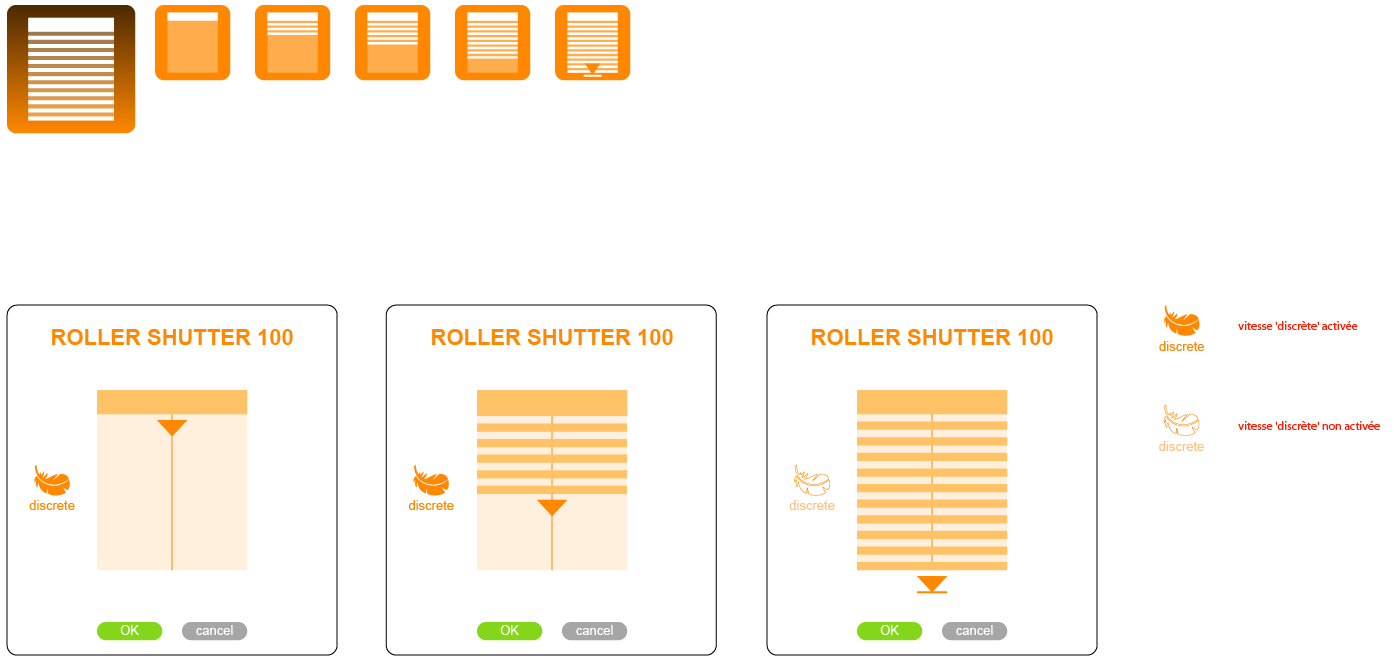 ROLLER SHUTTER 100
discrete
OK
cancel
ROLLER SHUTTER 100
discrete
OK
cancel
ROLLER SHUTTER 100
discrete
OK
cancel
discrete
vitesse 'discrète' activée
discrete
vitesse 'discrète' non activée